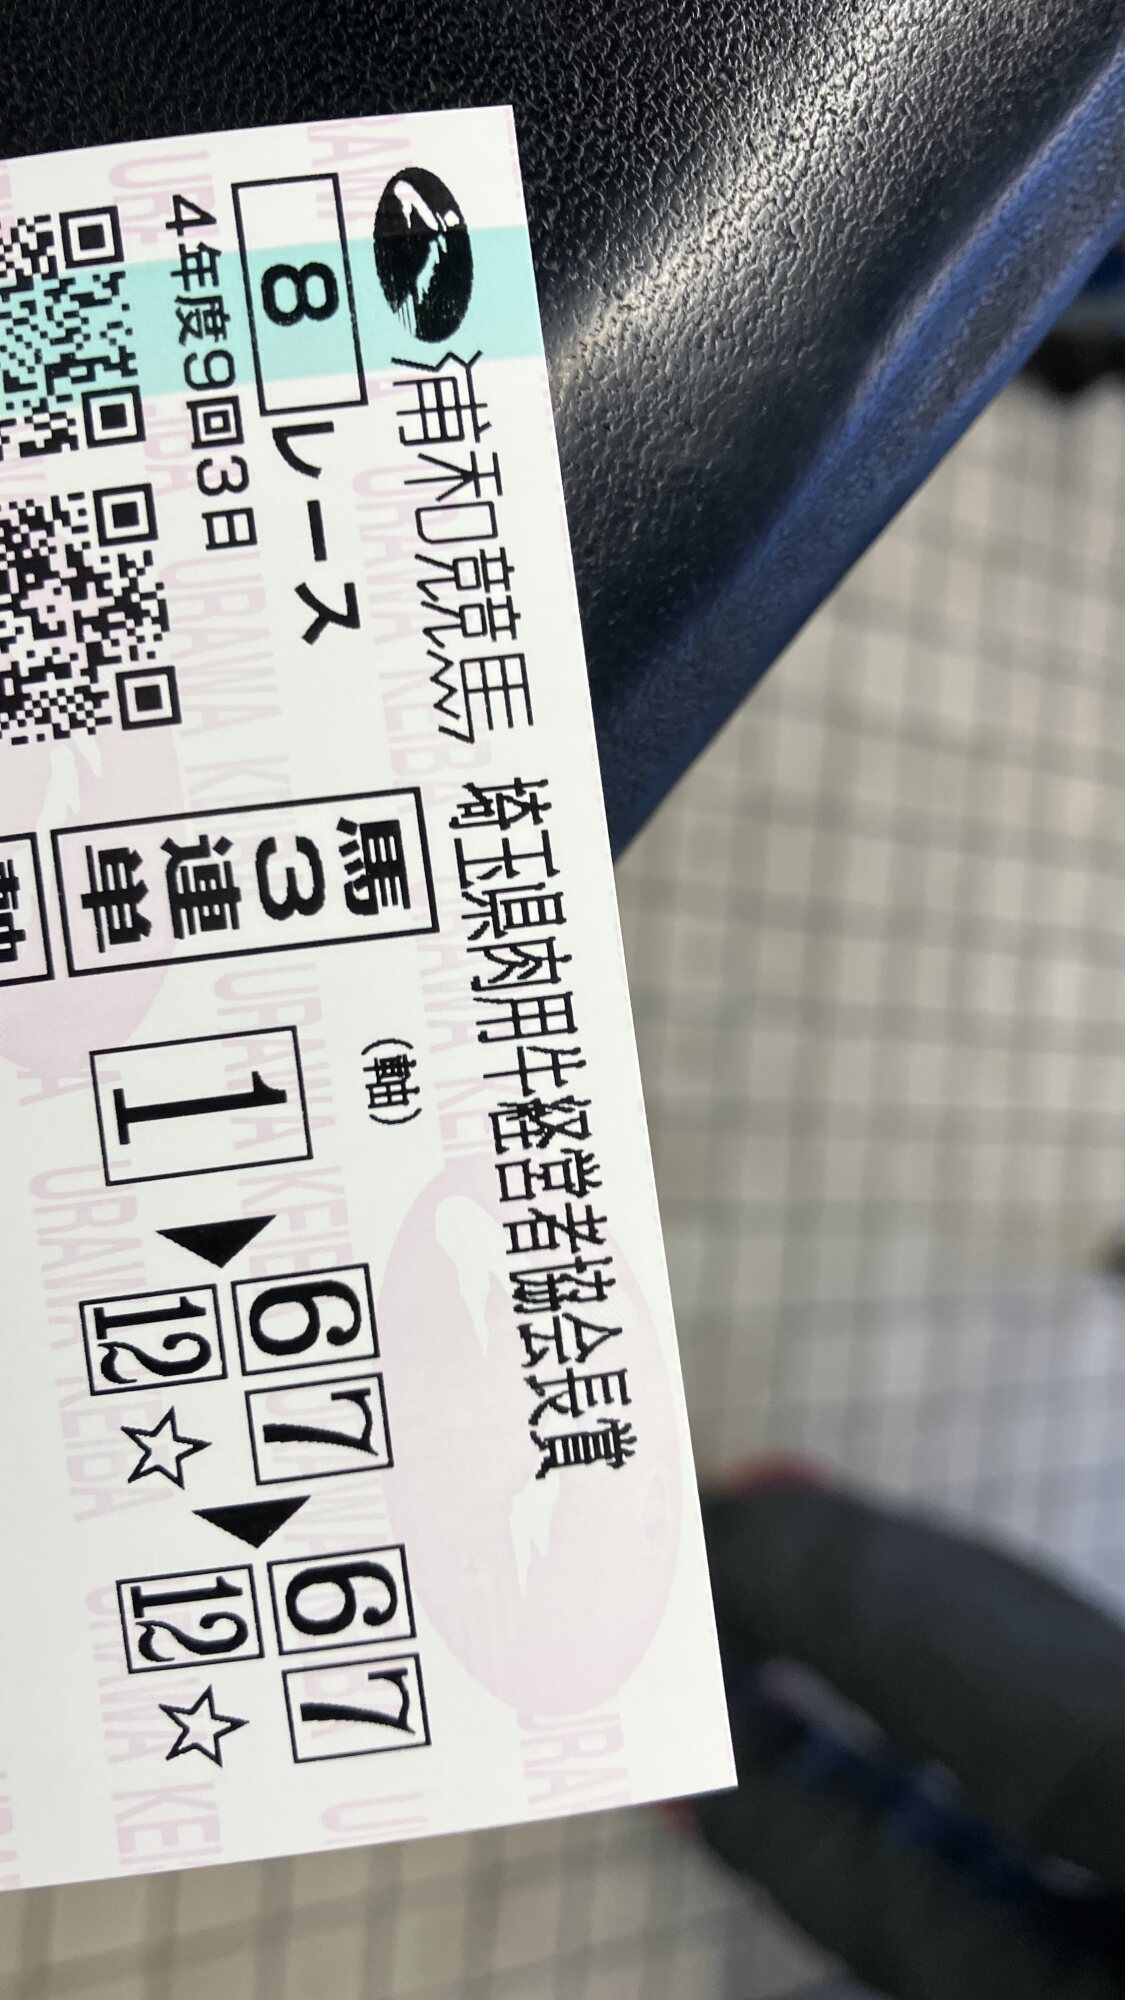 浦和競馬 埼玉県肉用牛経営者協会長賞
8 レース
4年度9回3日
馬
3
連
単
(軸)
1 ▶ 6 7 12 ☆ ▶ 6 7 12 ☆
URAWA KEIBA